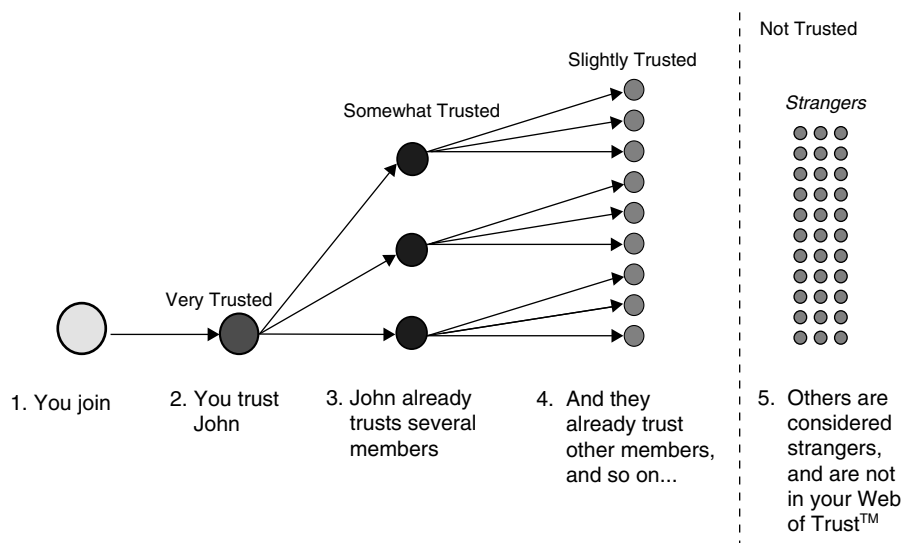 Not Trusted
Slightly Trusted
Strangers
Somewhat Trusted
Very Trusted
1. You join
2. You trust
John
3. John already
trusts several
members
4. And they
already trust
other members,
and so on...
5. Others are
considered
strangers,
and are not
in your Web
of Trust™